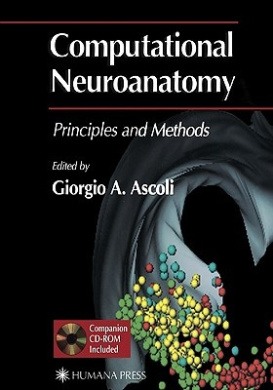 Computational
Neuroanatomy
Principles and Methods
Edited by
Giorgio A. Ascoli
Companion
CD-ROM
Included
HUMANA PRESS